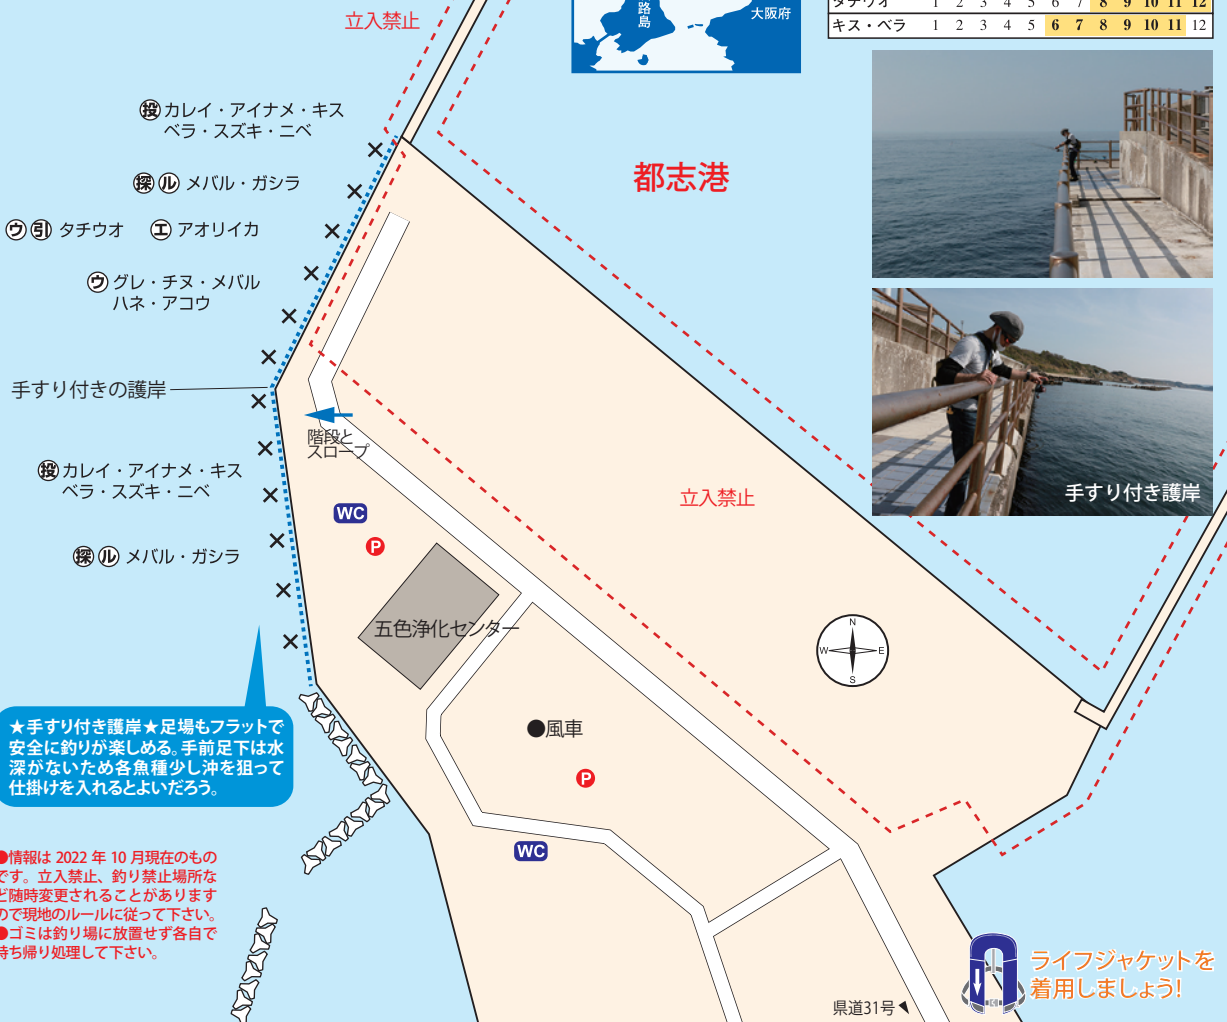 タチウオ 1 2 3 4 5 6 7 8 9 10 11 12
キス・ベラ 1 2 3 4 5 6 7 8 9 10 11 12
路島
大阪府
立入禁止
投 カレイ・アイナメ・キス
ベラ・スズキ・ニベ
探 ル メバル・ガシラ
ウ 引 タチウオ エ アオリイカ
ウ グレ・チヌ・メバル
ハネ・アコウ
都志港
手すり付きの護岸
階段と
スロープ
投 カレイ・アイナメ・キス
ベラ・スズキ・ニベ
探 ル メバル・ガシラ
立入禁止
手すり付き護岸
WC
P
五色浄化センター
N
W E
S
●風車
P
WC
★手すり付き護岸★足場もフラットで
安全に釣りが楽しめる。手前足下は水
深がないため各魚種少し沖を狙って
仕掛けを入れるとよいだろう。
●情報は 2022 年 10 月現在のもの
です。立入禁止、釣り禁止場所な
ど随時変更されることがあります
ので現地のルールに従って下さい。
●ゴミは釣り場に放置せず各自で
持ち帰り処理して下さい。
県道31号
ライフジャケットを
着用しましょう!